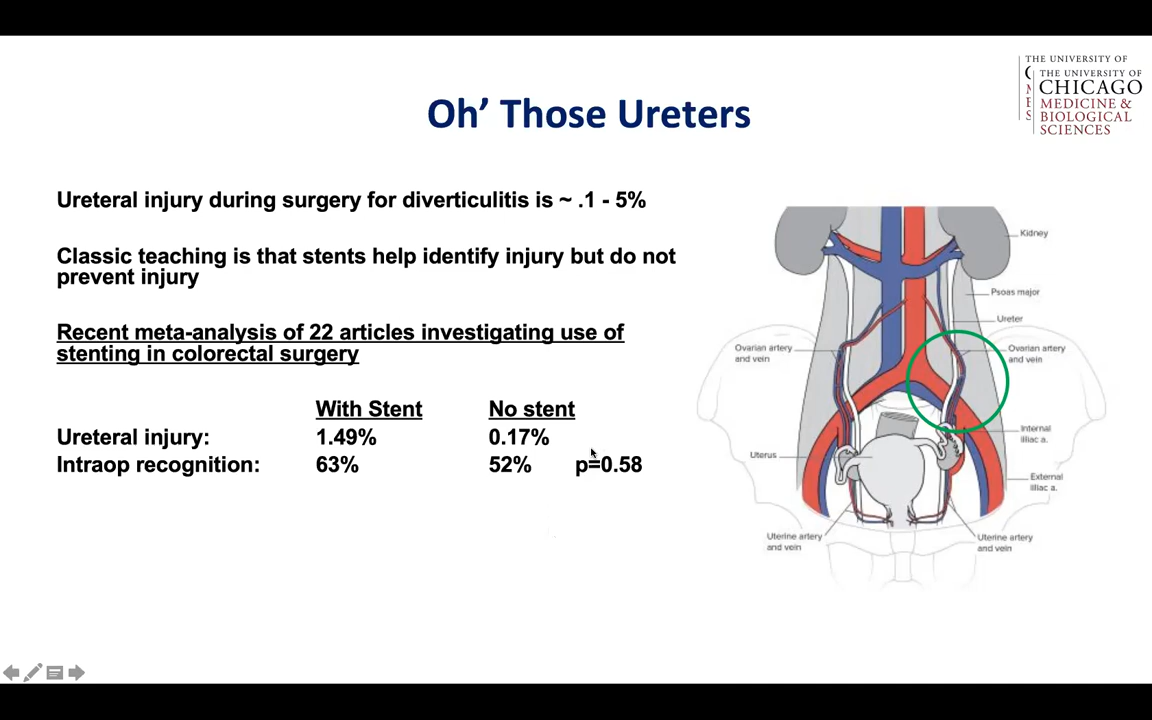 THE UNIVERSITY OF
THE UNIVERSITY OF
CHICAGO
MEDICINE &
BIOLOGICAL
SCIENCES
Oh’ Those Ureters
Ureteral injury during surgery for diverticulitis is ~ .1 - 5%
Classic teaching is that stents help identify injury but do not
prevent injury
Recent meta-analysis of 22 articles investigating use of
stenting in colorectal surgery
With Stent No stent
Ureteral injury: 1.49% 0.17%
Intraop recognition: 63% 52% p=0.58
Kidney
Psoas major
Ureter
Ovarian artery
and vein
Ovarian artery
and vein
Internal
iliac a.
Uterus
External
iliac a.
Uterine artery
and vein
Uterine artery
and vein